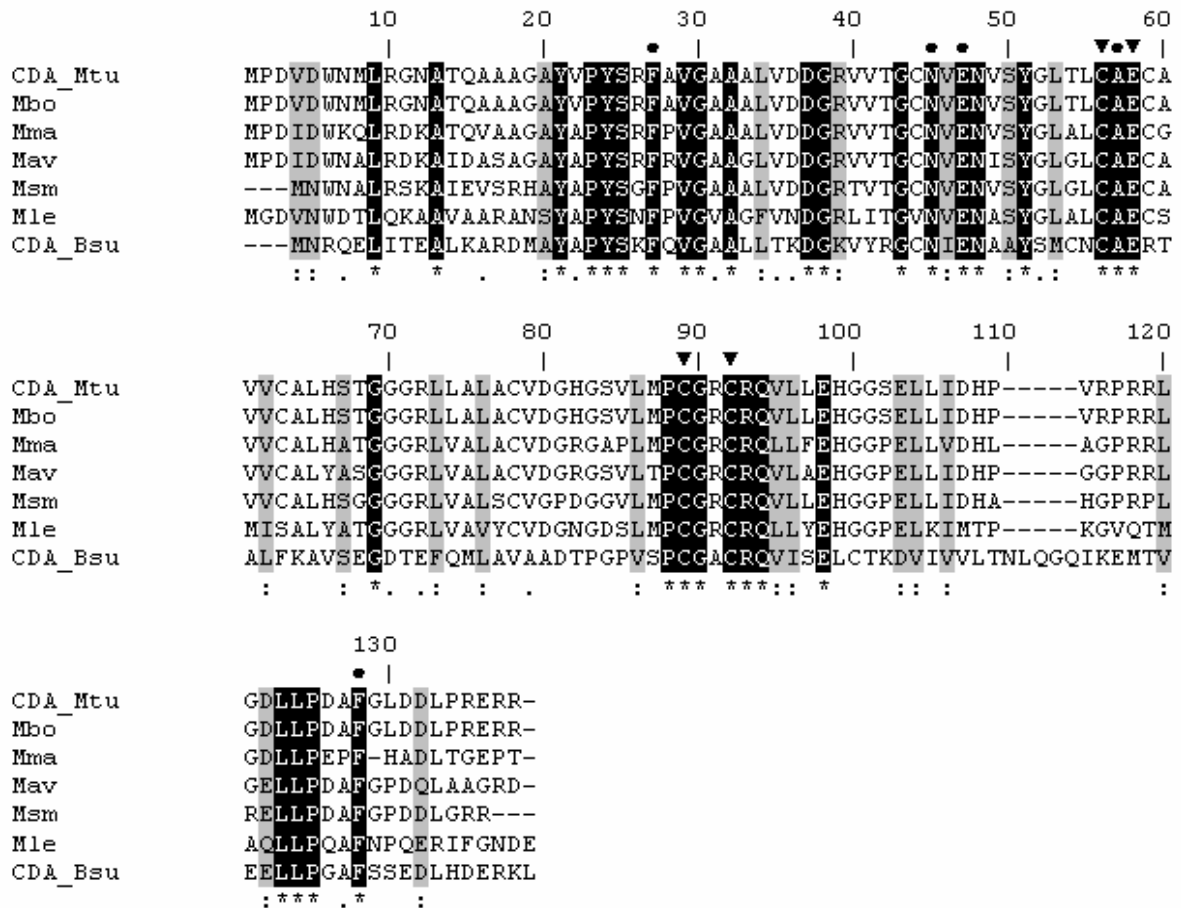 10 20 30 40 50 60
CDA_Mtu MPDVDWNMLRGNATQAAAGAYVPYSRFAVGAAALVDDGRVVTGCNVENVSYGLTLCAECA
Mbo MPDVDWNMLRGNATQAAAGAYVPYSRFAVGAAALVDDGRVVTGCNVENVSYGLTLCAECA
Mma MPDIDWKQLRDKATQVAAGAYAPYSRFPVGAAALVDDGRVVTGCNVENVSYGLALCAECG
Mav MPDIDWNALRDKAIDASAGAYAPYSRFRVGAAGLVDDGRVVTGCNVENISYGLGLCAECA
Msm ---MNWNALRSKAIEVSRHAYAPYSGFPVGAAALVDDGRTVTGCNVENVSYGLGLCAECA
Mle MGDVNWDTLQKAAVAARANSYAPYSNFPVGVAGFVNDGRLITGVNVENASYGLALCAECS
CDA_Bsu ---MNRQELITEALKARDMAYAPYSKFQVGAALLTKDGKVYRGCNIENAAYSMCNCAERT
:: . * * . :*.*** * ** * :..**: * *:** :*.: ***
70 80 90 100 110 120
CDA_Mtu VVCALHSTGGGRLLALACVDGHGSVLMPCGRCRQVLLEHGGSELLIDHP-----VRPRRL
Mbo VVCALHSTGGGRLLALACVDGHGSVLMPCGRCRQVLLEHGGSELLIDHP-----VRPRRL
Mma VVCALHATGGGRLVALACVDGRGAPLMPCGRCRQLLFEHGGPELLVDHL-----AGPRRL
Mav VVCALYASGGGRLVALACVDGRGSVLTPCGRCRQVLAEHGGPELLIDHP-----GGPRRL
Msm VVCALHSGGGGRLVALSCVGPDGGVLMPCGRCRQVLLEHGGPELLIDHA-----HGPRPL
Mle MISALYATGGGRLVAVYCVDGNGDSLMPCGRCRQLLYEHGGPELKIMTP-----KGVQTM
CDA_Bsu ALFKAVSEGDTEFQMLAVAADTPGPVSPCGACRQVISELCTKDVIVVLTNLQGQIKEMTV
: : *. .: : . : *** ***:: * :: : :
130
CDA_Mtu GDLLPDAFGLDDLPRERR-
Mbo GDLLPDAFGLDDLPRERR-
Mma GDLLPEPF-HADLTGEPT-
Mav GELLPDAFGPDQLAAGRD-
Msm RELLPDAFGPDDLGRR---
Mle AQLLPQAFNPQERIFGNDE
CDA_Bsu EELLPGAFSSEDLHDERKL
:*** .* :